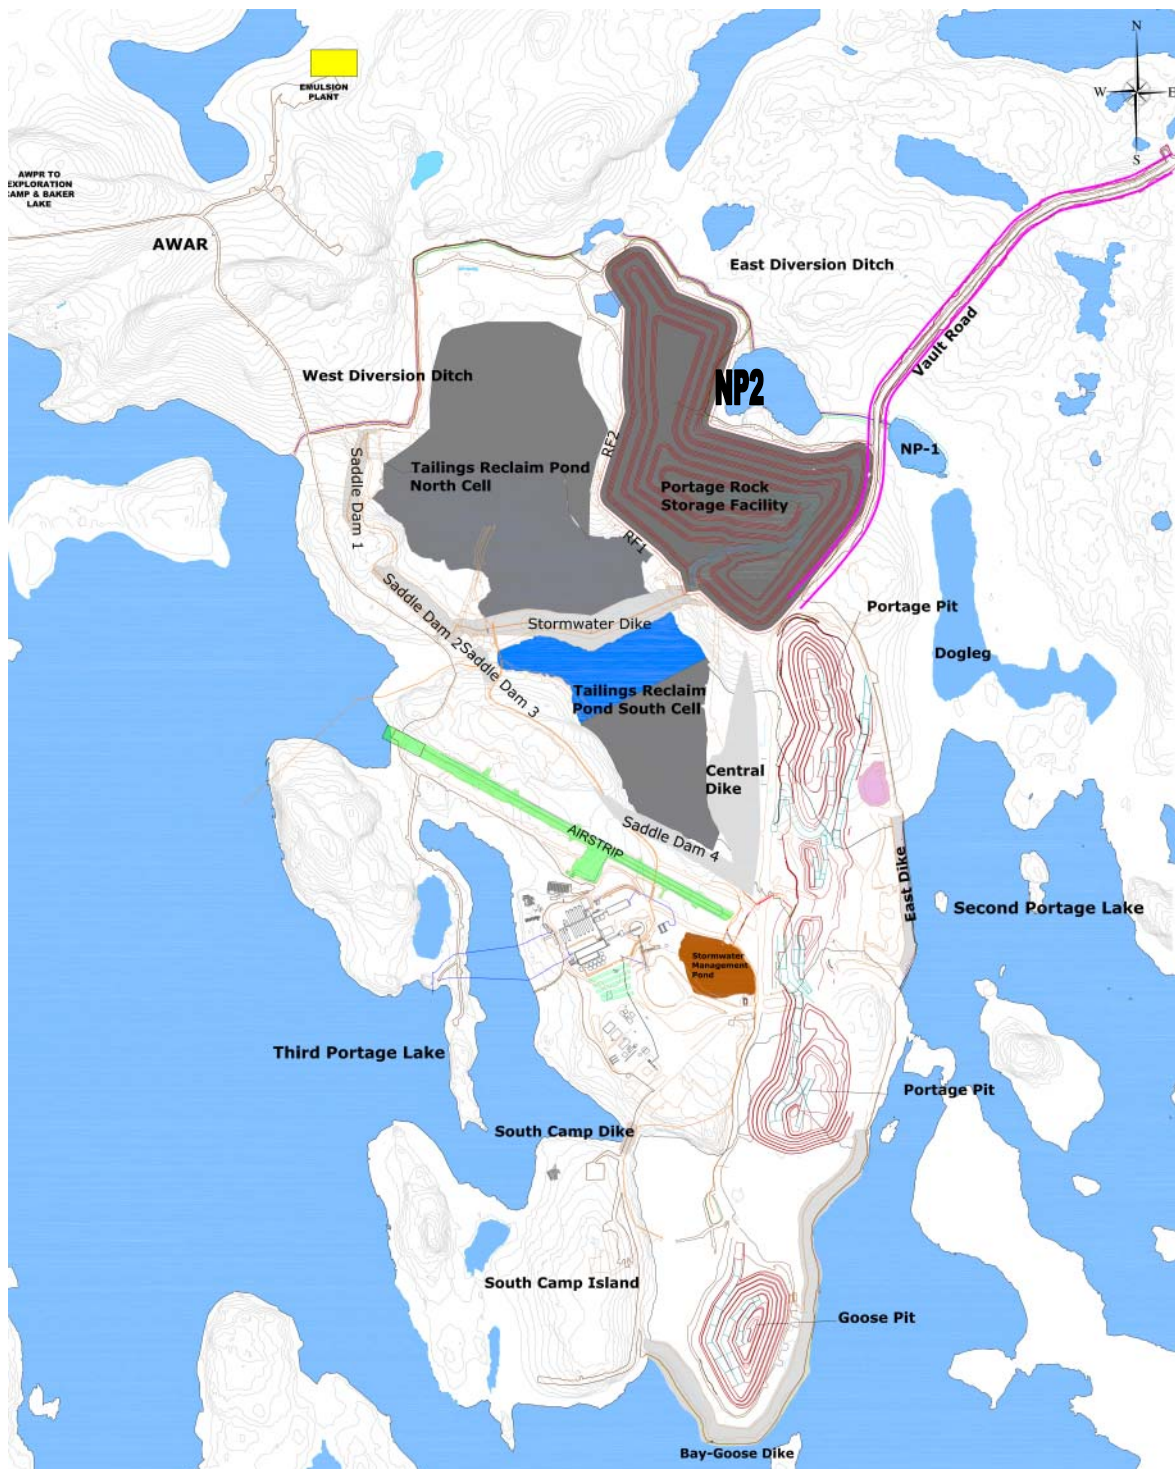 N
W
E
S
EMULSION
PLANT
AWPR TO
EXPLORATION
CAMP & BAKER
LAKE
AWAR
East Diversion Ditch
Vault Road
West Diversion Ditch
NP2
NP-1
RF2
Tailings Reclaim Pond
North Cell
Portage Rock
Storage Facility
Saddle Dam 1
RF1
Saddle Dam 2
Stormwater Dike
Portage Pit
Dogleg
Saddle Dam 3
Tailings Reclaim
Pond South Cell
Central
Dike
Saddle Dam 4
AIRSTRIP
East Dike
Second Portage Lake
Stormwater
Management
Pond
Third Portage Lake
Portage Pit
South Camp Dike
South Camp Island
Goose Pit
Bay-Goose Dike